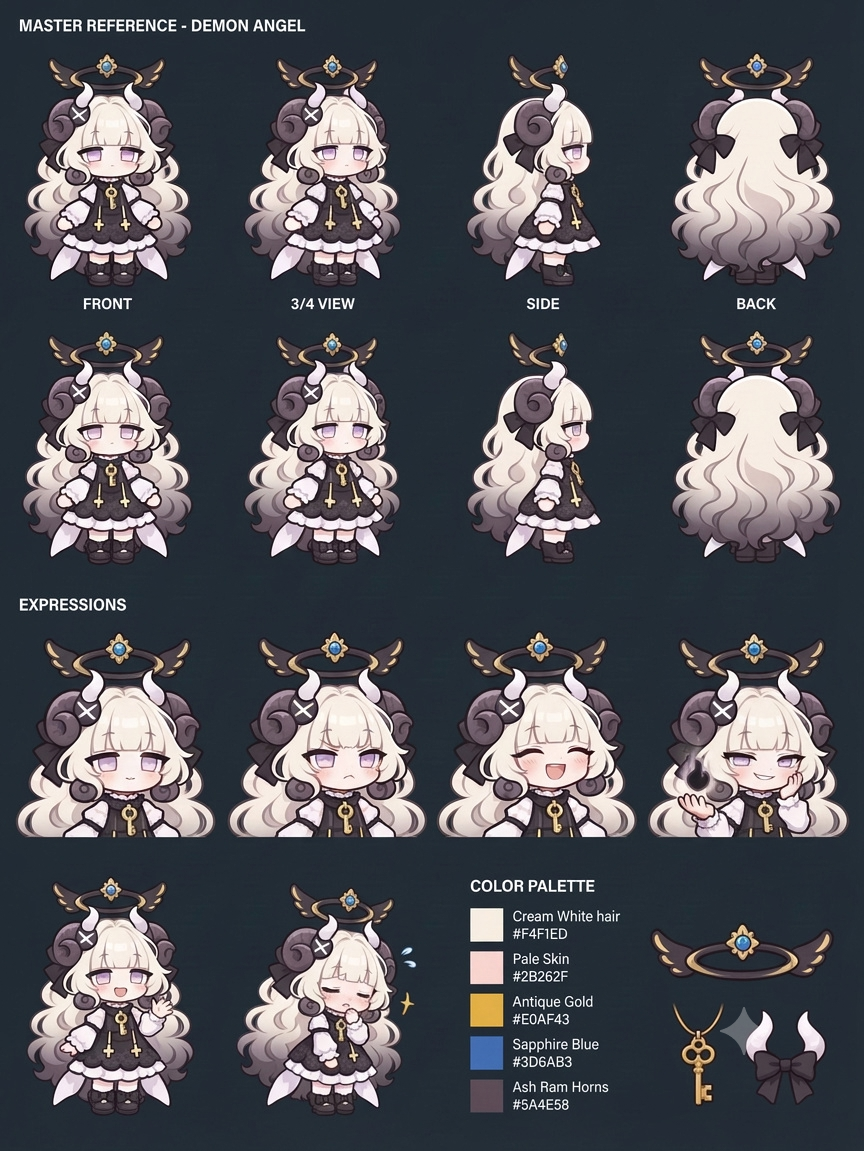 MASTER REFERENCE - DEMON ANGEL
FRONT
3/4 VIEW
SIDE
BACK
EXPRESSIONS
COLOR PALETTE
Cream White hair
#F4F1ED
Pale Skin
#2B262F
Antique Gold
#E0AF43
Sapphire Blue
#3D6AB3
Ash Ram Horns
#5A4E58